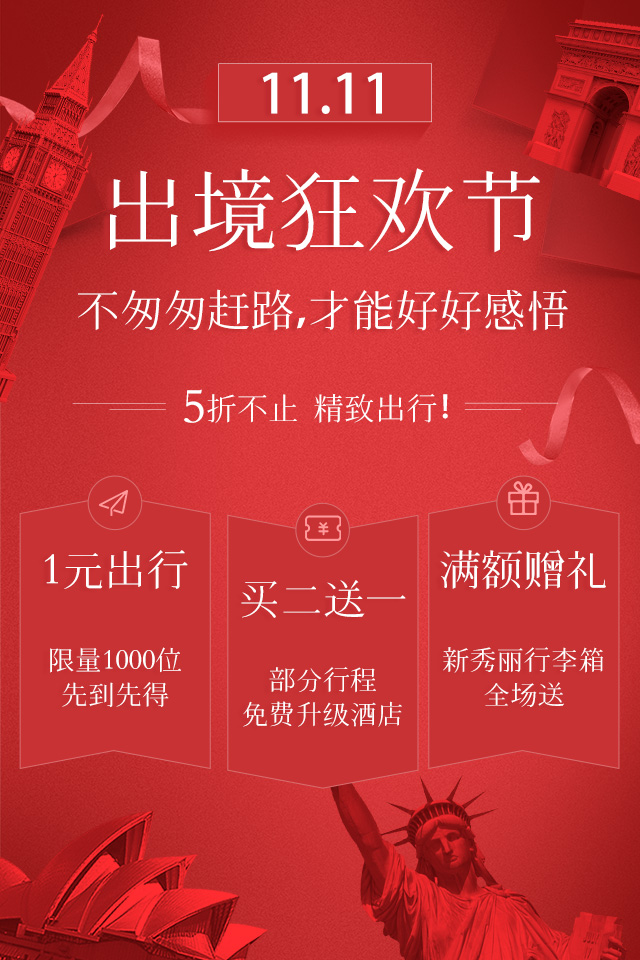 11.11
出境狂欢节
不匆匆赶路,才能好好感悟
5折不止 精致出行!
1元出行
限量1000位
先到先得
¥
买二送一
部分行程
免费升级酒店
满额赠礼
新秀丽行李箱
全场送